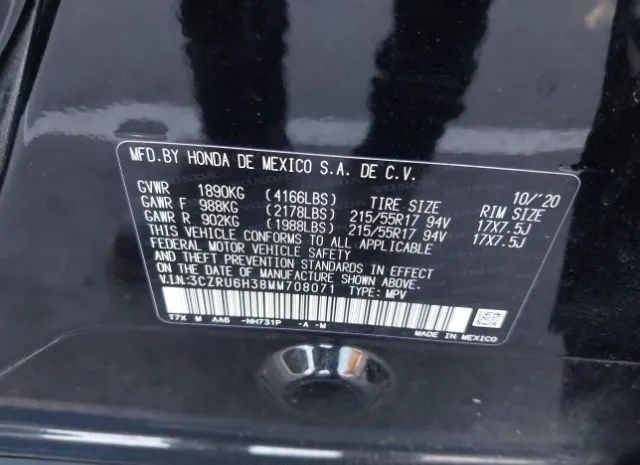 MFD.BY HONDA DE MEXICO S.A. DE C.V.
10/'20
GVWR 1890KG (4166LBS) TIRE SIZE RIM SIZE
GAWR F 988KG (2178LBS) 215/55R17 94V 17X7.5J
GAWR R 902KG (1988LBS) 215/55R17 94V 17X7.5J
THIS VEHICLE CONFORMS TO ALL APPLICABLE
FEDERAL MOTOR VEHICLE SAFETY
AND THEFT PREVENTION STANDARDS IN EFFECT
ON THE DATE OF MANUFACTURE SHOWN ABOVE.
V.I.N:3CZRU6H38MM708071 TYPE: MPV
T7X M AA6 -NH731P -A -M
MADE IN MEXICO